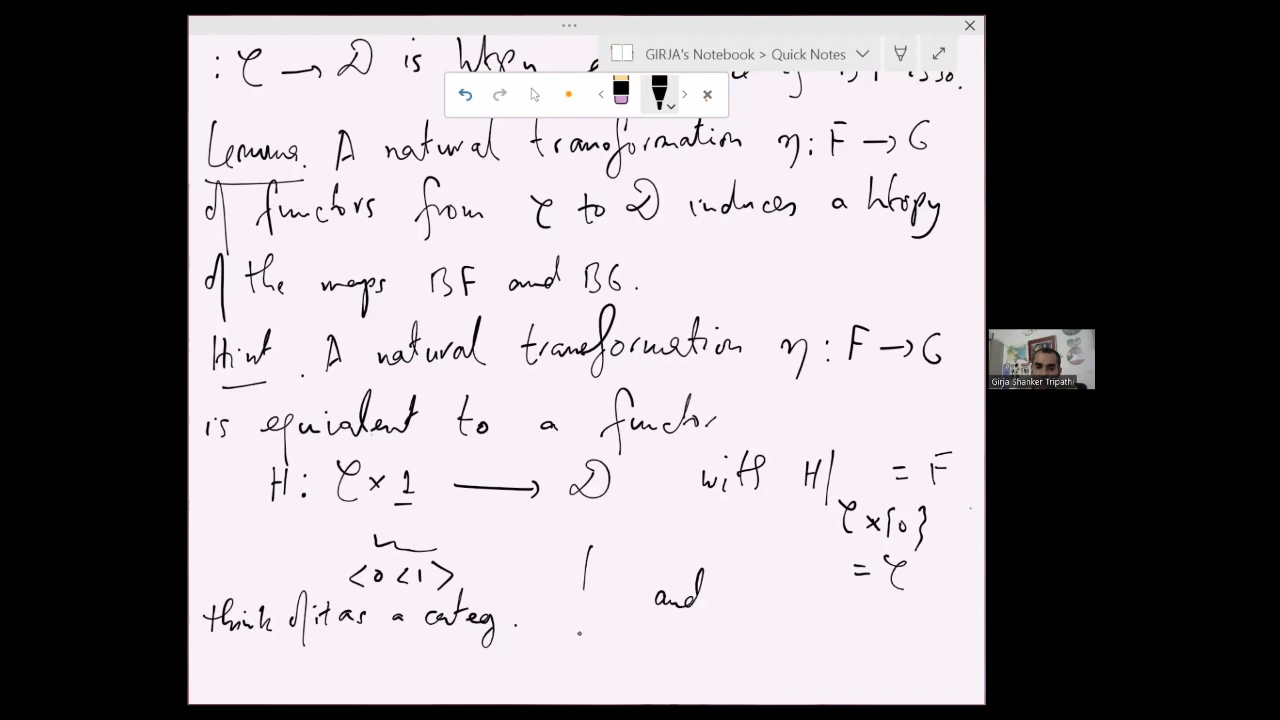 : 𝒞 → 𝒟 is htopy
GIRJA's Notebook > Quick Notes
Lemma. A natural transformation η : F → G
of functors from 𝒞 to 𝒟 induces a htopy
of the maps BF and BG.
Hint. A natural transformation η : F → G
is equivalent to a functor
H : 𝒞 × 1 ⟶ 𝒟 with H| = F
𝒞 × {0}
<0 < 1> = 𝒞
and
think of it as a categ.
Girja Shanker Tripathi